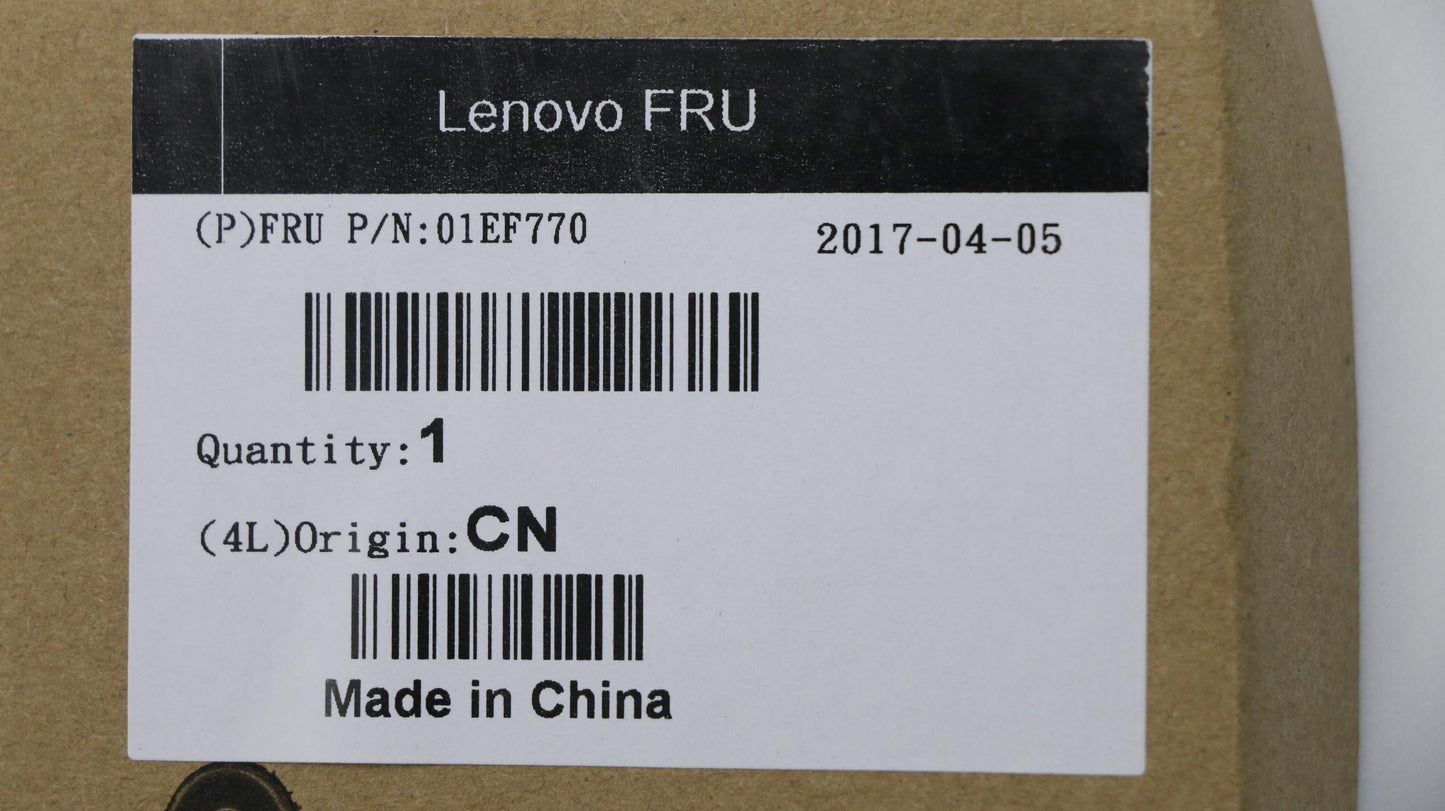 Lenovo FRU
(P)FRU P/N:01EF770
2017-04-05
Quantity:1
(4L)Origin:CN
Made in China